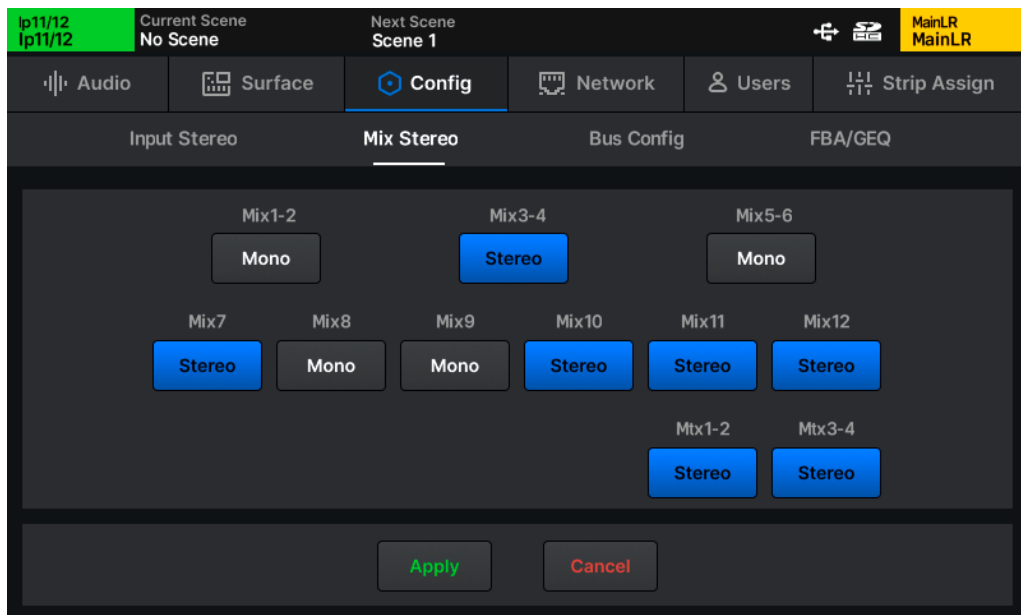 Ip11/12 Current Scene Next Scene MainLR
Ip11/12 No Scene Scene 1 MainLR
Audio Surface Config Network Users Strip Assign
Input Stereo Mix Stereo Bus Config FBA/GEQ
Mix1-2 Mix3-4 Mix5-6
Mono Stereo Mono
Mix7 Mix8 Mix9 Mix10 Mix11 Mix12
Stereo Mono Mono Stereo Stereo Stereo
Mtx1-2 Mtx3-4
Stereo Stereo
Apply Cancel